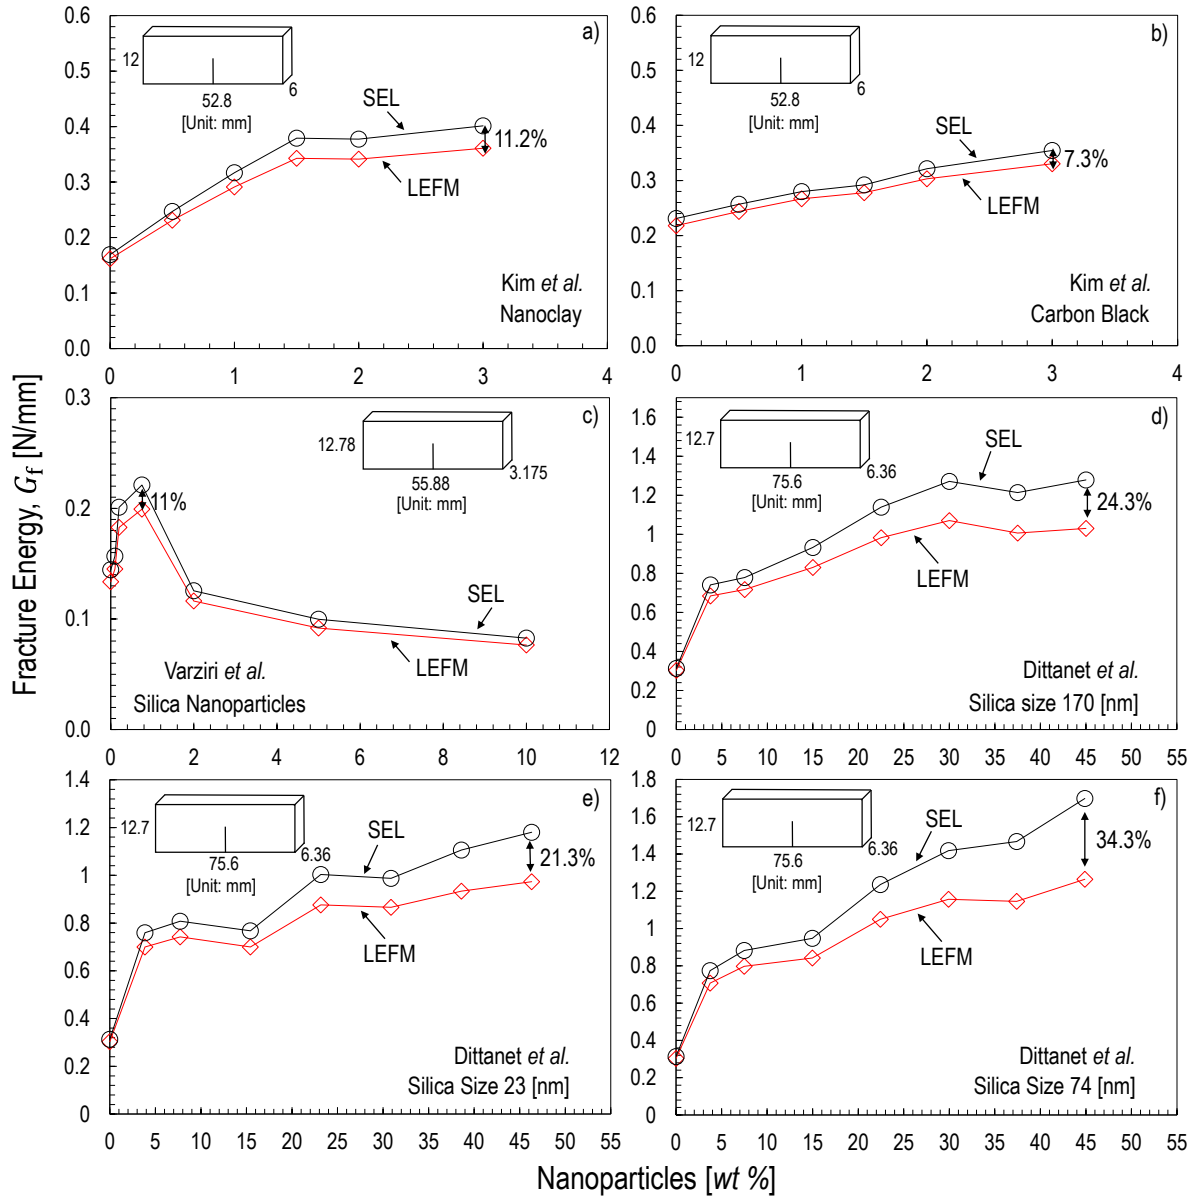 Fracture Energy, G_f [N/mm]
a)
0.6
0.5
0.4
0.3
0.2
0.1
0.0
12
52.8
6
[Unit: mm]
SEL
11.2%
LEFM
Kim et al.
Nanoclay
0 1 2 3 4
b)
0.6
0.5
0.4
0.3
0.2
0.1
0.0
12
52.8
6
[Unit: mm]
SEL
7.3%
LEFM
Kim et al.
Carbon Black
0 1 2 3 4
c)
0.3
0.2
0.1
0.0
12.78
55.88
3.175
[Unit: mm]
11%
SEL
LEFM
Varziri et al.
Silica Nanoparticles
0 2 4 6 8 10 12
d)
1.6
1.4
1.2
1
0.8
0.6
0.4
0.2
0
12.7
75.6
6.36
[Unit: mm]
SEL
24.3%
LEFM
Dittanet et al.
Silica size 170 [nm]
0 5 10 15 20 25 30 35 40 45 50 55
e)
1.4
1.2
1
0.8
0.6
0.4
0.2
0
12.7
75.6
6.36
[Unit: mm]
SEL
21.3%
LEFM
Dittanet et al.
Silica Size 23 [nm]
0 5 10 15 20 25 30 35 40 45 50 55
f)
1.8
1.6
1.4
1.2
1
0.8
0.6
0.4
0.2
0
12.7
75.6
6.36
[Unit: mm]
SEL
34.3%
LEFM
Dittanet et al.
Silica Size 74 [nm]
0 5 10 15 20 25 30 35 40 45 50 55
Nanoparticles [wt %]